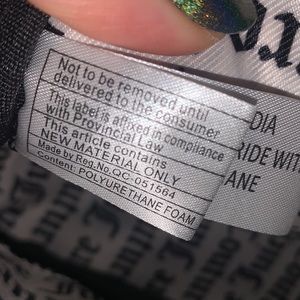 Not to be removed until
delivered to the consumer
This label is affixed in compliance
with Provincial Law
This article contains
NEW MATERIAL ONLY
Made by Reg.No.QC-051564
Content: POLYURETHANE FOAM
DIA
RIDE WITH
ANE